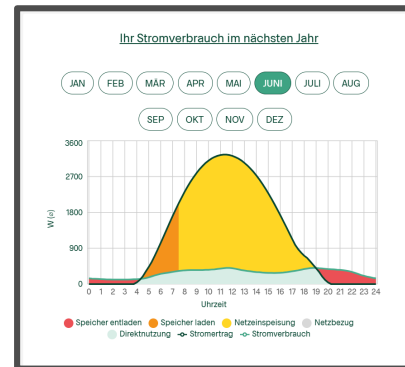 Ihr Stromverbrauch im nächsten Jahr
JAN FEB MÄR APR MAI JUNI JULI AUG
SEP OKT NOV DEZ
3600
2700
1800
900
0
W (⌀)
0 1 2 3 4 5 6 7 8 9 10 11 12 13 14 15 16 17 18 19 20 21 22 23 24
Uhrzeit
Speicher entladen Speicher laden Netzeinspeisung Netzbezug
Direktnutzung Stromertrag Stromverbrauch